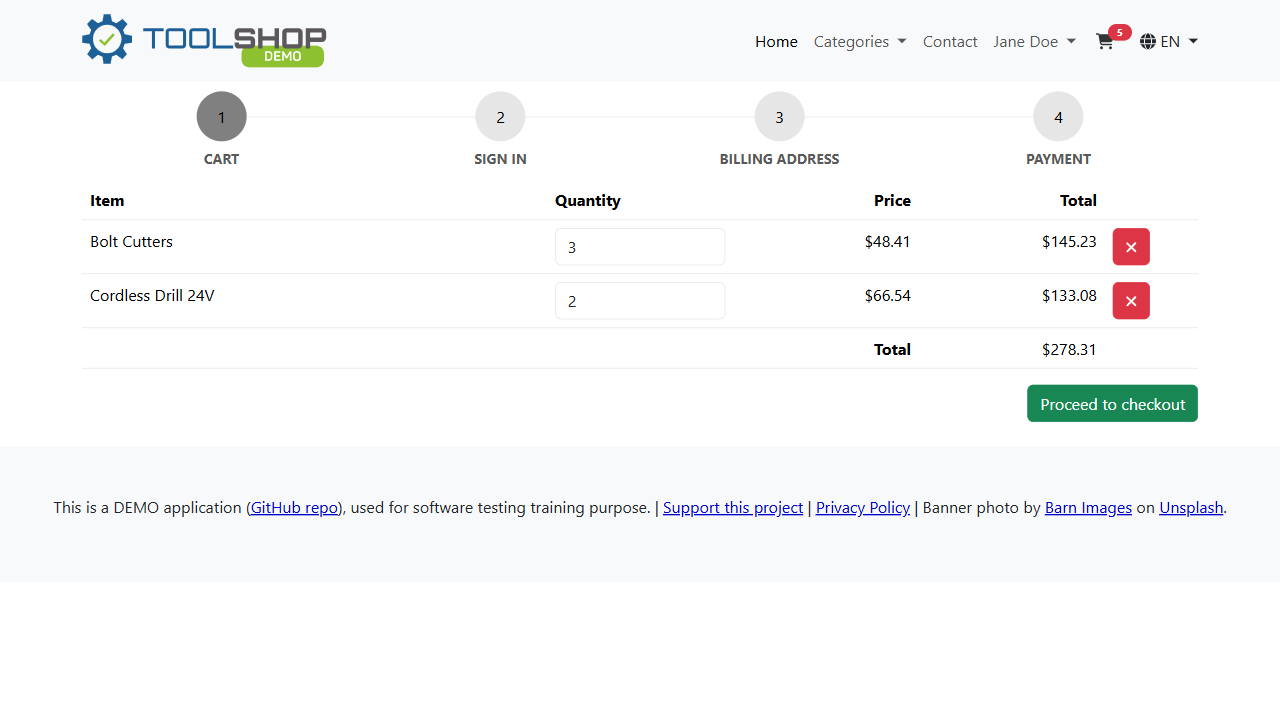 TOOLSHOP
DEMO
Home Categories Contact Jane Doe 5 EN
1 2 3 4
CART SIGN IN BILLING ADDRESS PAYMENT
Item Quantity Price Total
Bolt Cutters 3 $48.41 $145.23
Cordless Drill 24V 2 $66.54 $133.08
Total $278.31
Proceed to checkout
This is a DEMO application (GitHub repo), used for software testing training purpose. | Support this project | Privacy Policy | Banner photo by Barn Images on Unsplash.